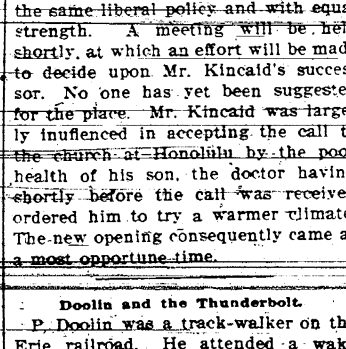 the same liberal policy and with equa
strength. A meeting will be hel
shortly, at which an effort will be mad
to decide upon Mr. Kincaid's succes
sor. No one has yet been suggeste
for the place. Mr. Kincaid was large
ly inuflenced in accepting the call t
the church at Honolulu by the poo
health of his son, the doctor havin
shortly before the call was receive
ordered him to try a warmer climate
The new opening consequently came a
a most opportune time.
Doolin and the Thunderbolt.
P. Doolin was a track-walker on th
Erie railroad. He attended a wak